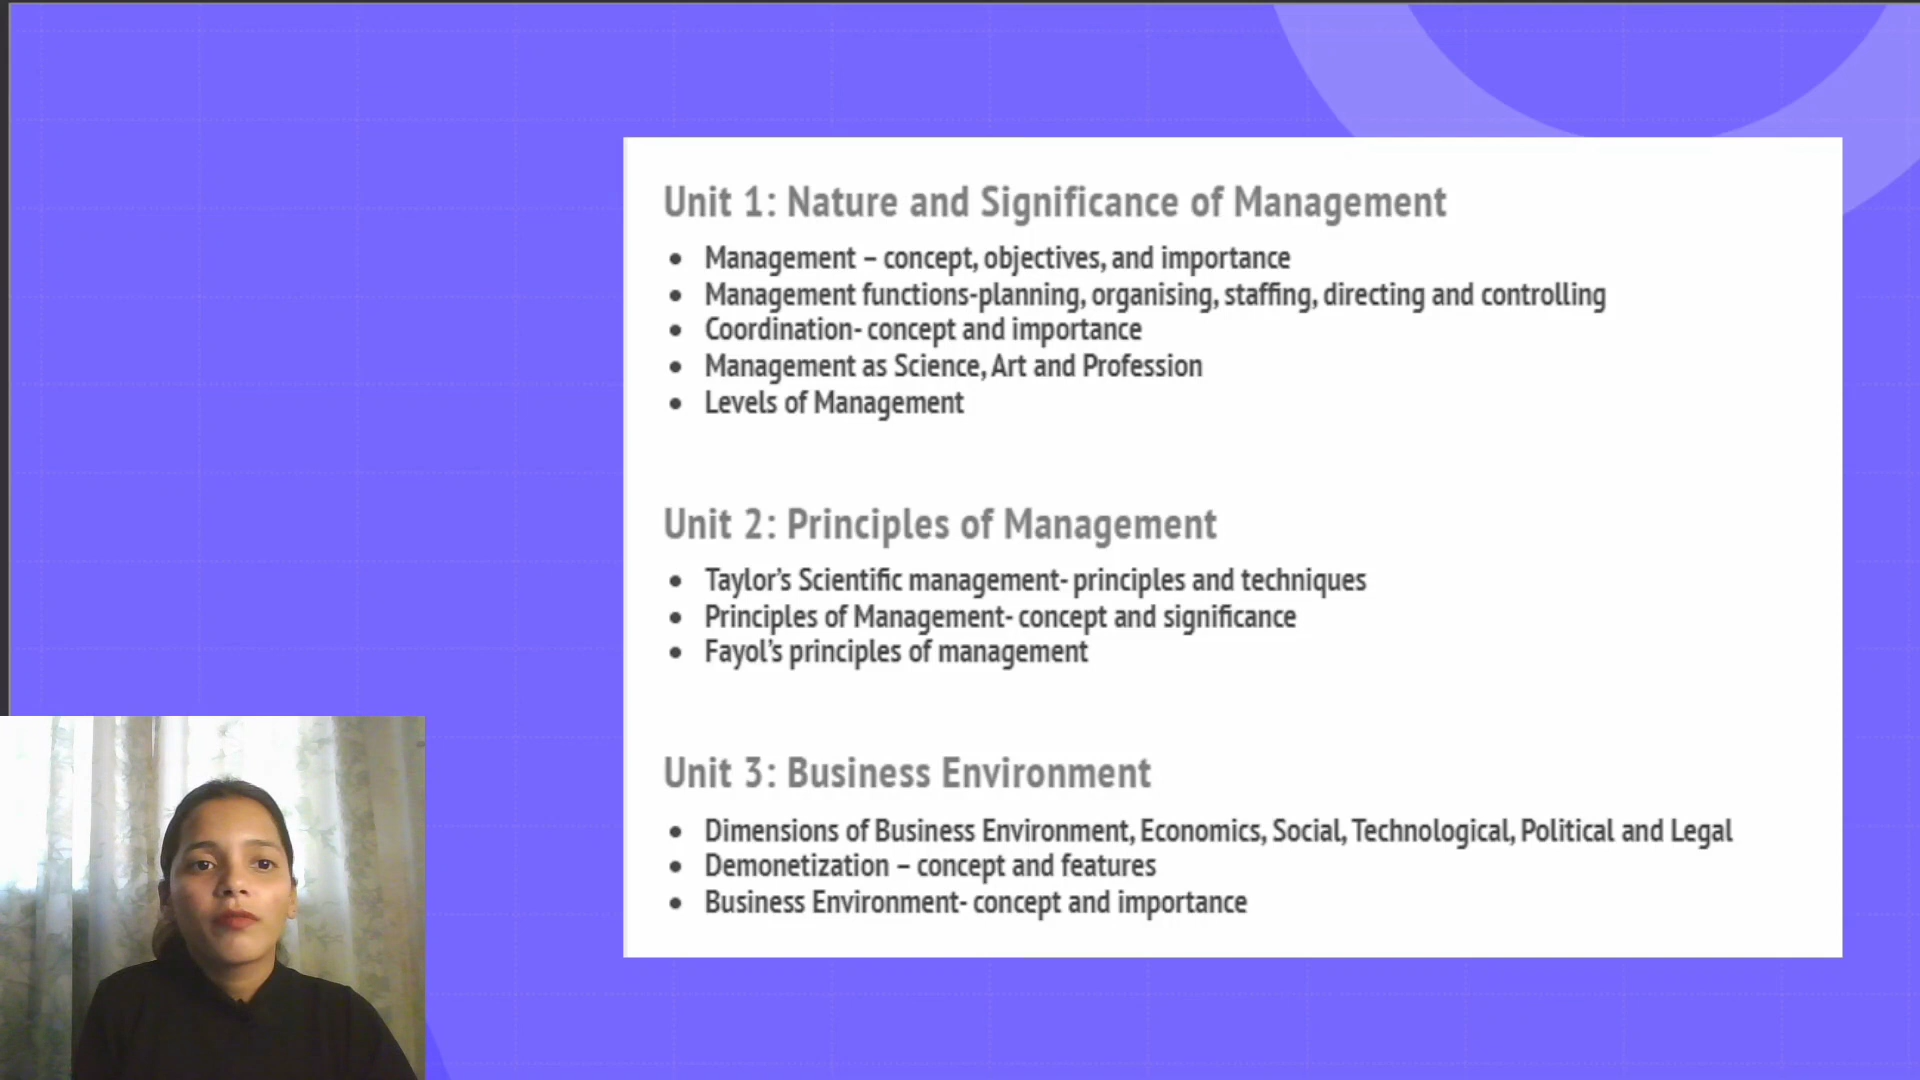 Unit 1: Nature and Significance of Management
• Management – concept, objectives, and importance
• Management functions-planning, organising, staffing, directing and controlling
• Coordination- concept and importance
• Management as Science, Art and Profession
• Levels of Management
Unit 2: Principles of Management
• Taylor’s Scientific management- principles and techniques
• Principles of Management- concept and significance
• Fayol’s principles of management
Unit 3: Business Environment
• Dimensions of Business Environment, Economics, Social, Technological, Political and Legal
• Demonetization – concept and features
• Business Environment- concept and importance